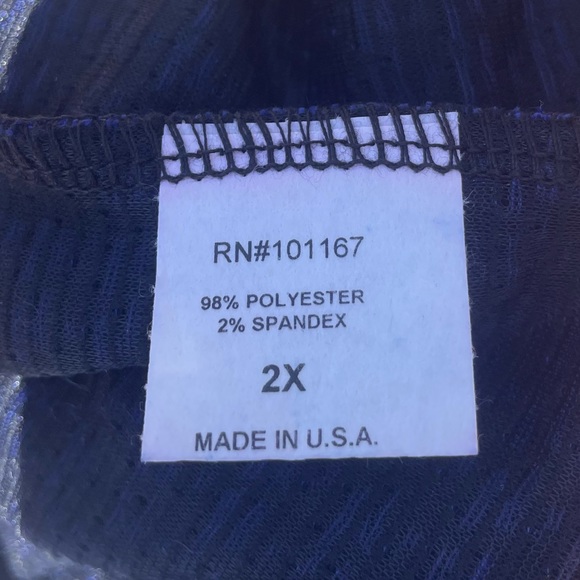 RN#101167
98% POLYESTER
2% SPANDEX
2X
MADE IN U.S.A.